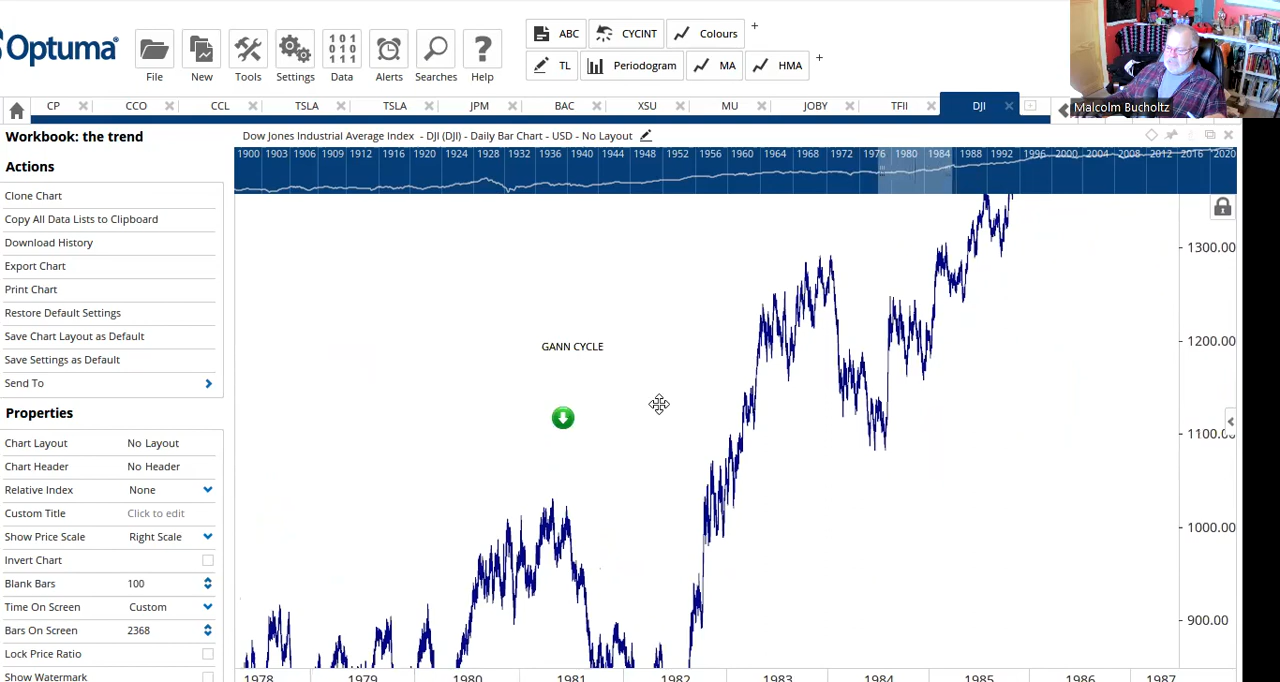 Optuma®
File
New
Tools
Settings
Data
Alerts
Searches
Help
ABC
CYCINT
Colours
+
TL
Periodogram
MA
HMA
+
Malcolm Bucholtz
CP
CCO
CCL
TSLA
TSLA
JPM
BAC
XSU
MU
JOBY
TFII
DJI
Workbook: the trend
Dow Jones Industrial Average Index - DJI (DJI) - Daily Bar Chart - USD - No Layout
1900 1903 1906 1909 1912 1916 1920 1924 1928 1932 1936 1940 1944 1948 1952 1956 1960 1964 1968 1972 1976 1980 1984 1988 1992 1996 2000 2004 2008 2012 2016 2020
Actions
Clone Chart
Copy All Data Lists to Clipboard
Download History
Export Chart
Print Chart
Restore Default Settings
Save Chart Layout as Default
Save Settings as Default
Send To
Properties
Chart Layout No Layout
Chart Header No Header
Relative Index None
Custom Title Click to edit
Show Price Scale Right Scale
Invert Chart
Blank Bars 100
Time On Screen Custom
Bars On Screen 2368
Lock Price Ratio
Show Watermark
GANN CYCLE
1300.00
1200.00
1100.0
1000.00
900.00
1978 1979 1980 1981 1982 1983 1984 1985 1986 1987